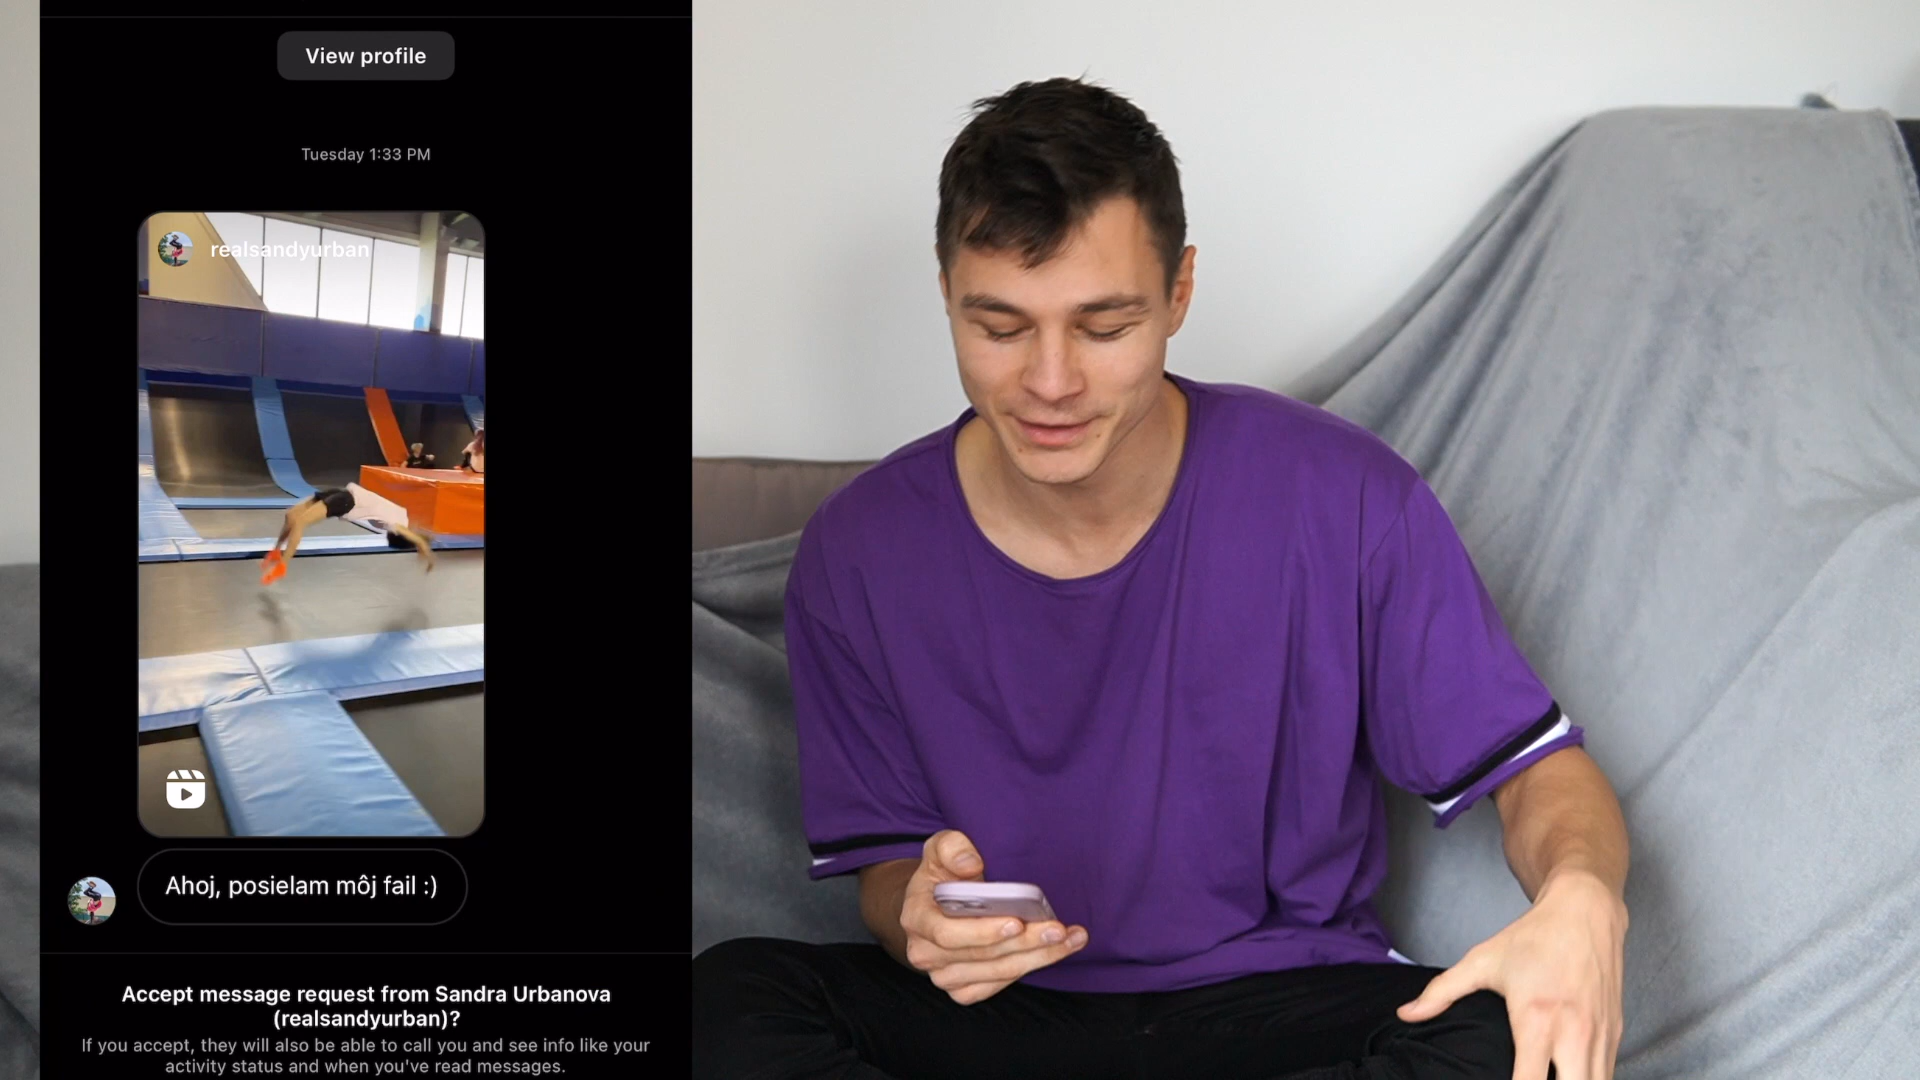 View profile
Tuesday 1:33 PM
realsandyurban
Ahoj, posielam môj fail :)
Accept message request from Sandra Urbanova
(realsandyurban)?
If you accept, they will also be able to call you and see info like your
activity status and when you've read messages.